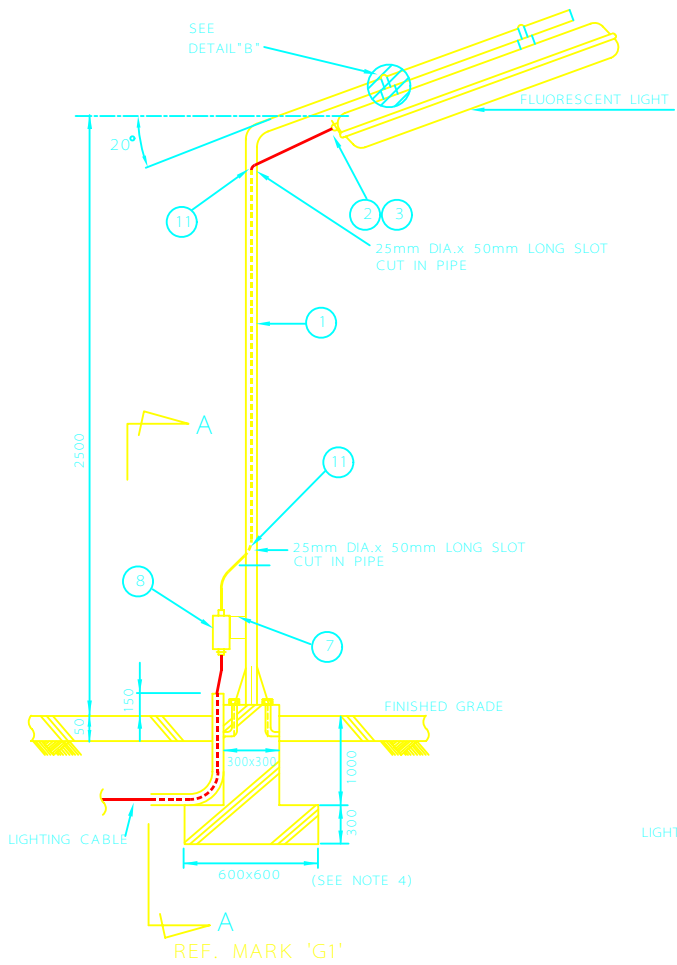 SEE
DETAIL"B"
FLUORESCENT LIGHT
20°
11
2
3
25mm DIA.x 50mm LONG SLOT
CUT IN PIPE
1
A
2500
11
25mm DIA.x 50mm LONG SLOT
CUT IN PIPE
8
7
150
FINISHED GRADE
50
300x300
1000
300
LIGHTING CABLE
LIGHT
600x600
(SEE NOTE 4)
A
REF. MARK 'G1'